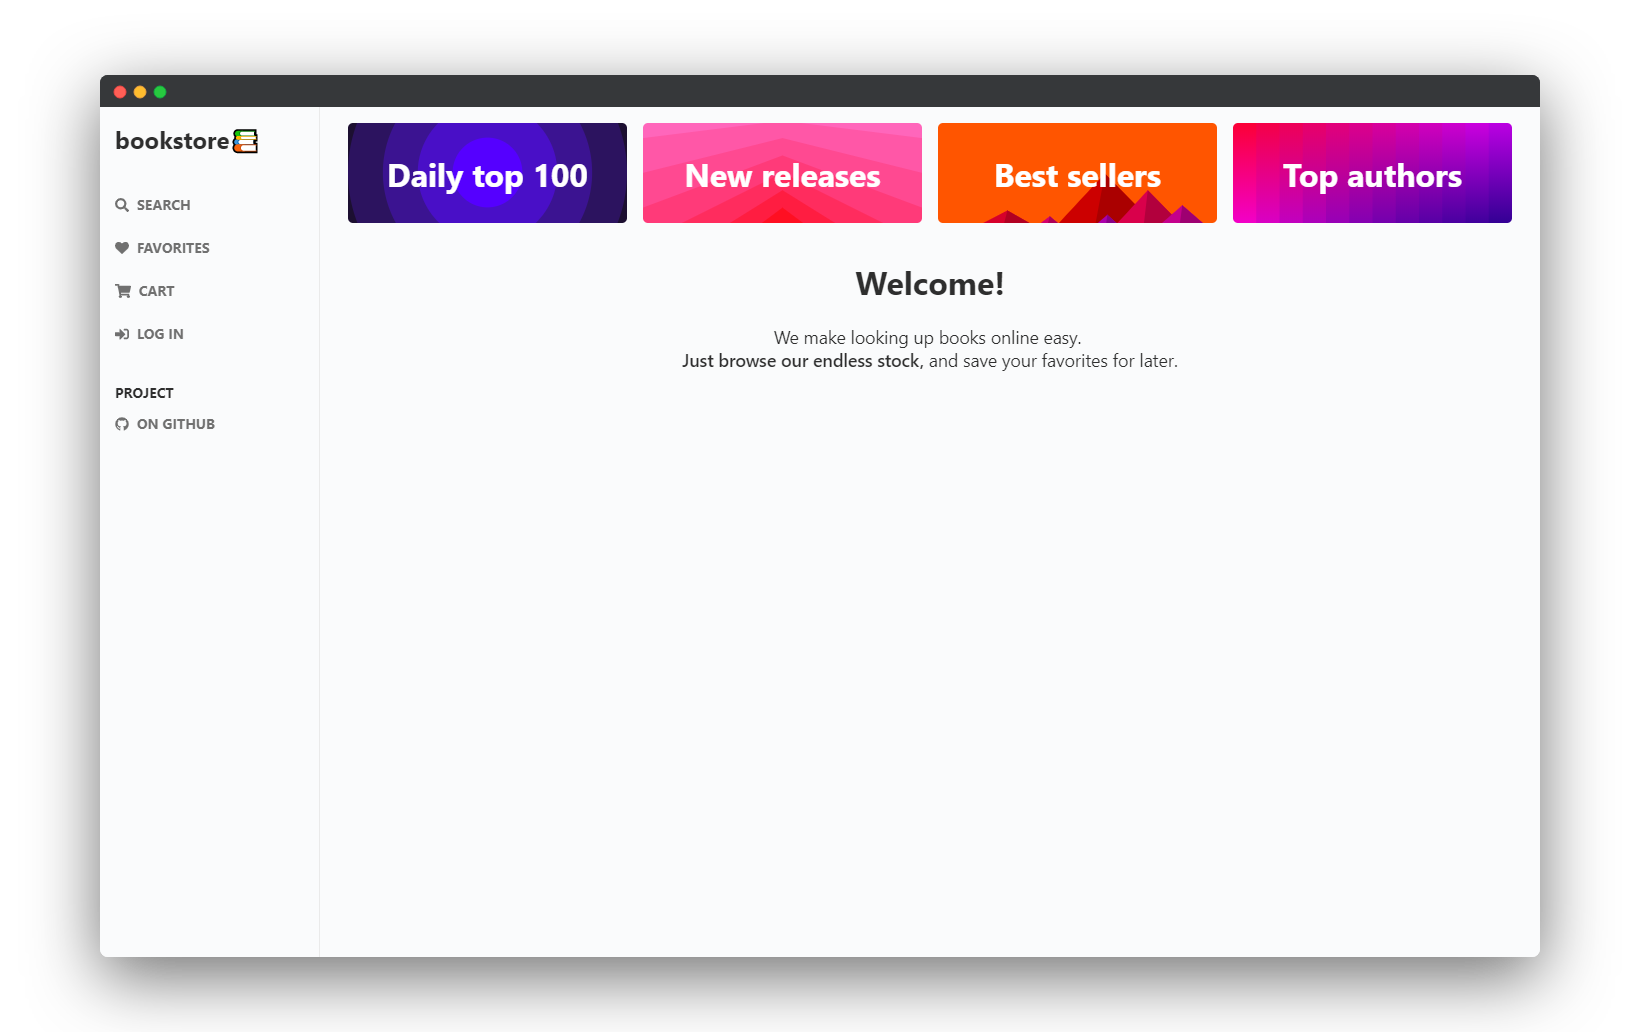 bookstore
SEARCH
FAVORITES
CART
LOG IN
PROJECT
ON GITHUB
Daily top 100
New releases
Best sellers
Top authors
Welcome!
We make looking up books online easy.
Just browse our endless stock, and save your favorites for later.